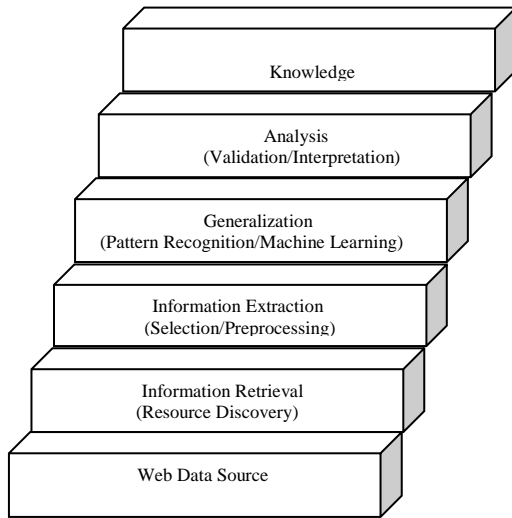 Knowledge
Analysis
(Validation/Interpretation)
Generalization
(Pattern Recognition/Machine Learning)
Information Extraction
(Selection/Preprocessing)
Information Retrieval
(Resource Discovery)
Web Data Source